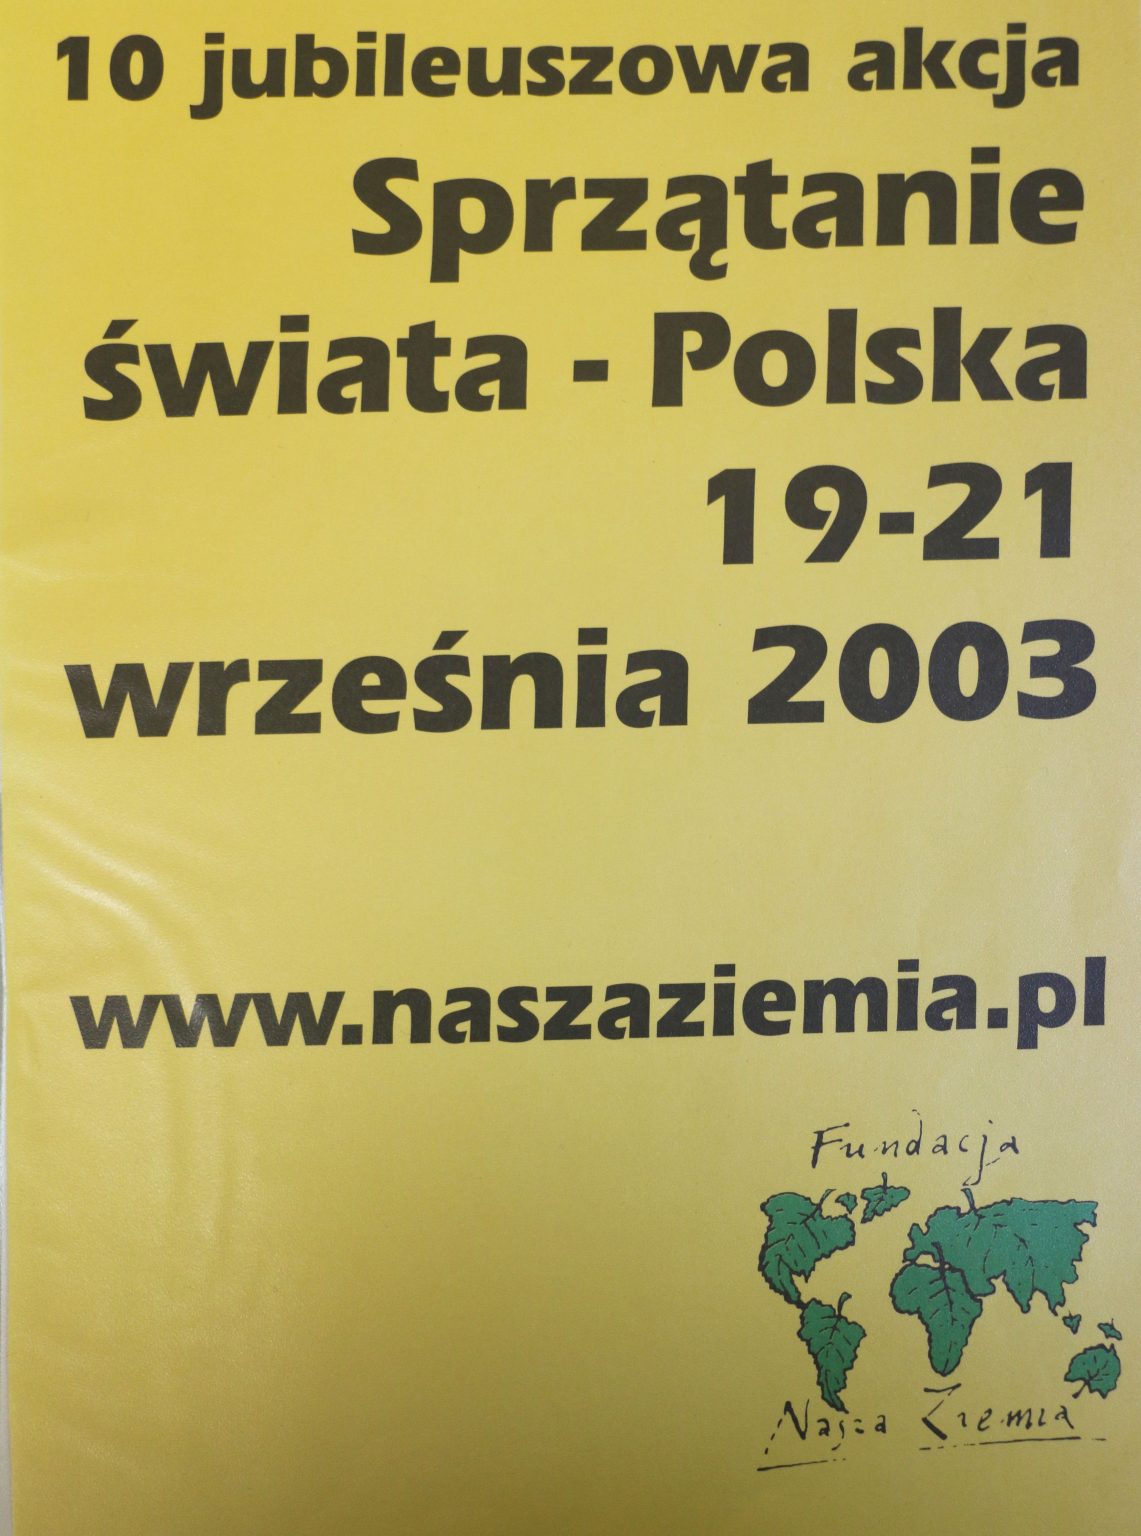 10 jubileuszowa akcja
Sprzątanie
świata - Polska
19-21
września 2003
www.naszaziemia.pl
Fundacja
Nasza Ziemia